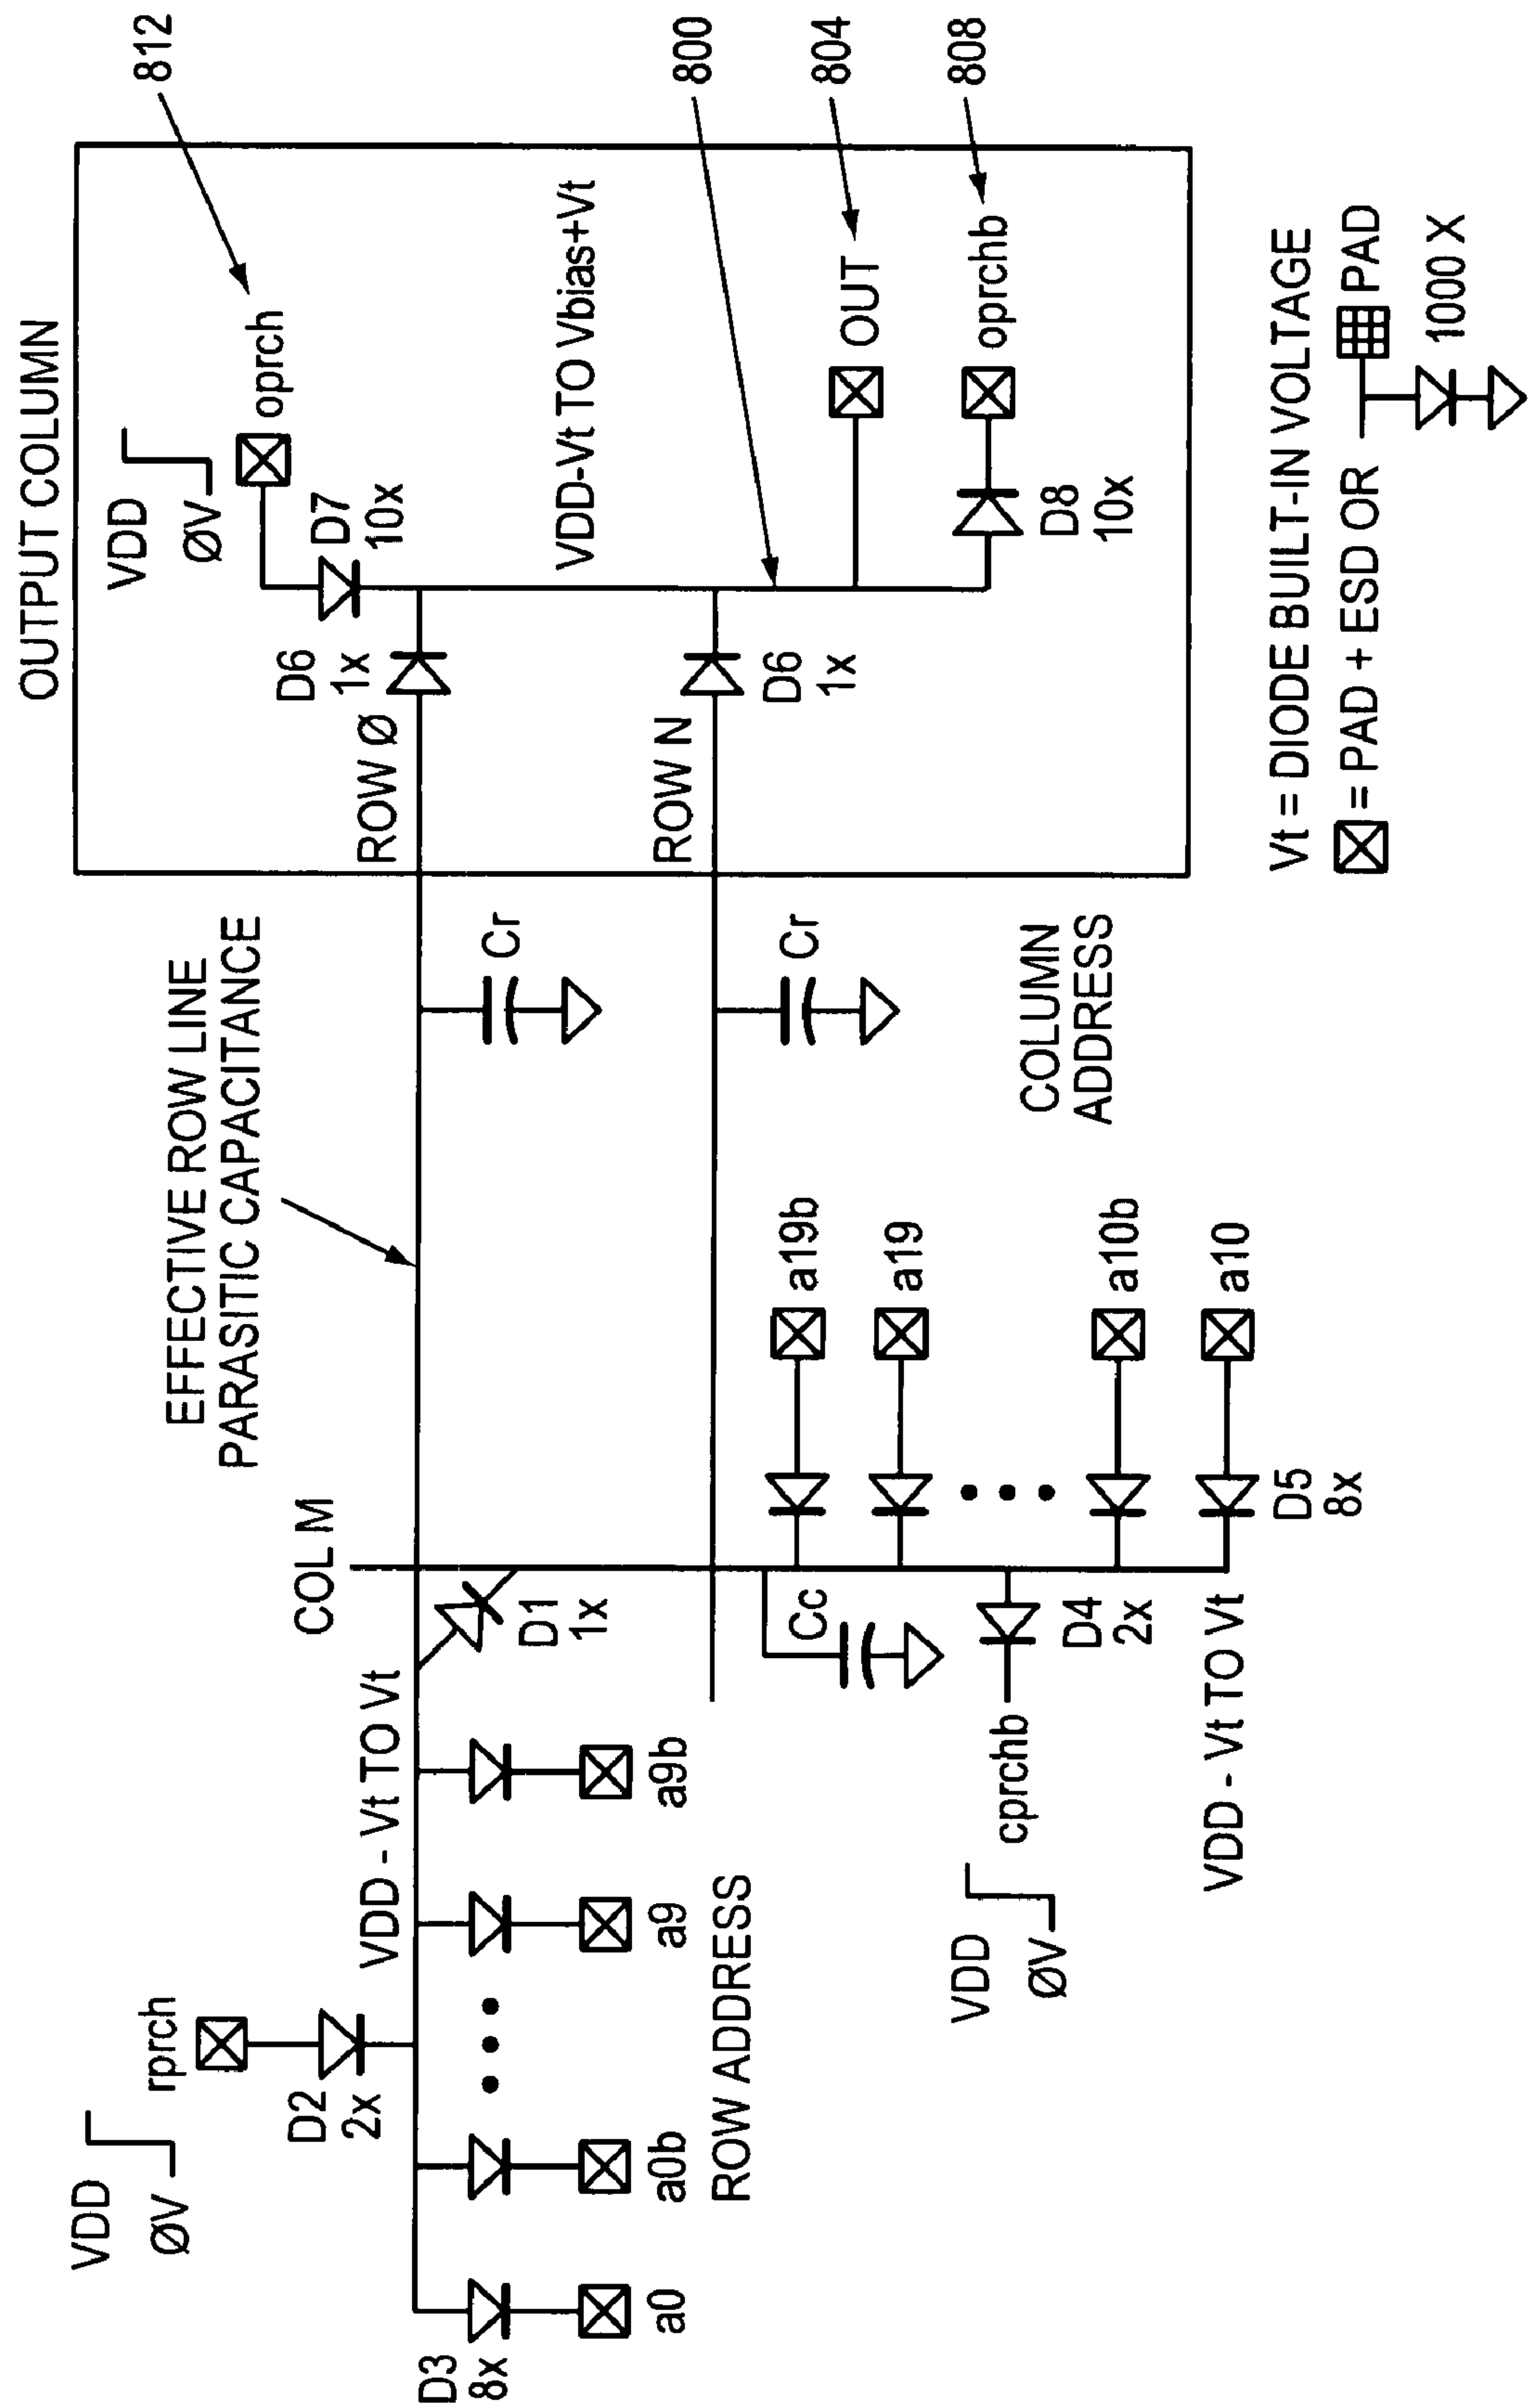 OUTPUT COLUMN
812
VDD
ØV
oprch
D7
10x
D6
1x
ROW Ø
VDD-Vt TO Vbias+Vt
800
ROW N
D6
1x
OUT
804
oprchb
808
D8
10x
EFFECTIVE ROW LINE
PARASITIC CAPACITANCE
Cr
Cr
COLUMN
ADDRESS
VDD
ØV
rprch
D2
2x
VDD - Vt TO Vt
COL M
D1
1x
D3
8x
a0
a0b
a9
a9b
ROW ADDRESS
Cc
VDD
ØV
cprchb
D4
2x
VDD - Vt TO Vt
a19b
a19
a10b
a10
D5
8x
Vt = DIODE BUILT-IN VOLTAGE
= PAD + ESD OR PAD
1000 X